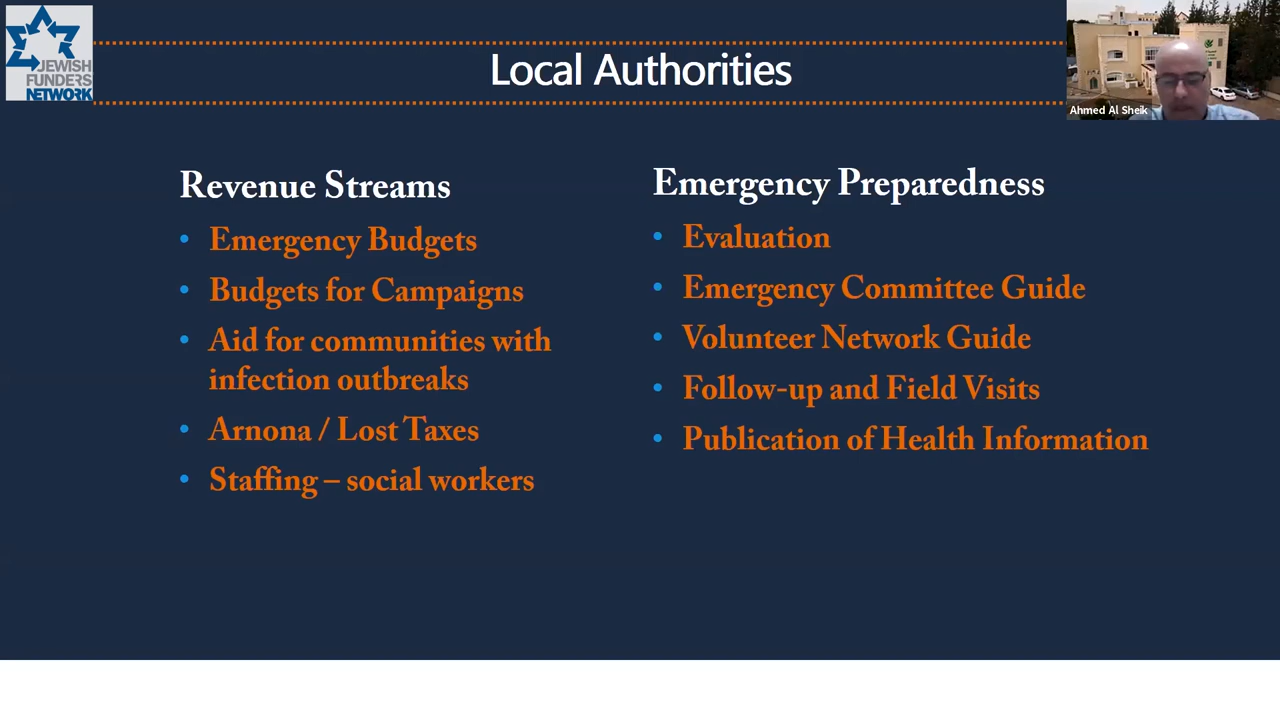 JEWISH
FUNDERS
NETWORK
Local Authorities
Ahmed Al Sheik
Revenue Streams
• Emergency Budgets
• Budgets for Campaigns
• Aid for communities with
infection outbreaks
• Arnona / Lost Taxes
• Staffing – social workers
Emergency Preparedness
• Evaluation
• Emergency Committee Guide
• Volunteer Network Guide
• Follow-up and Field Visits
• Publication of Health Information